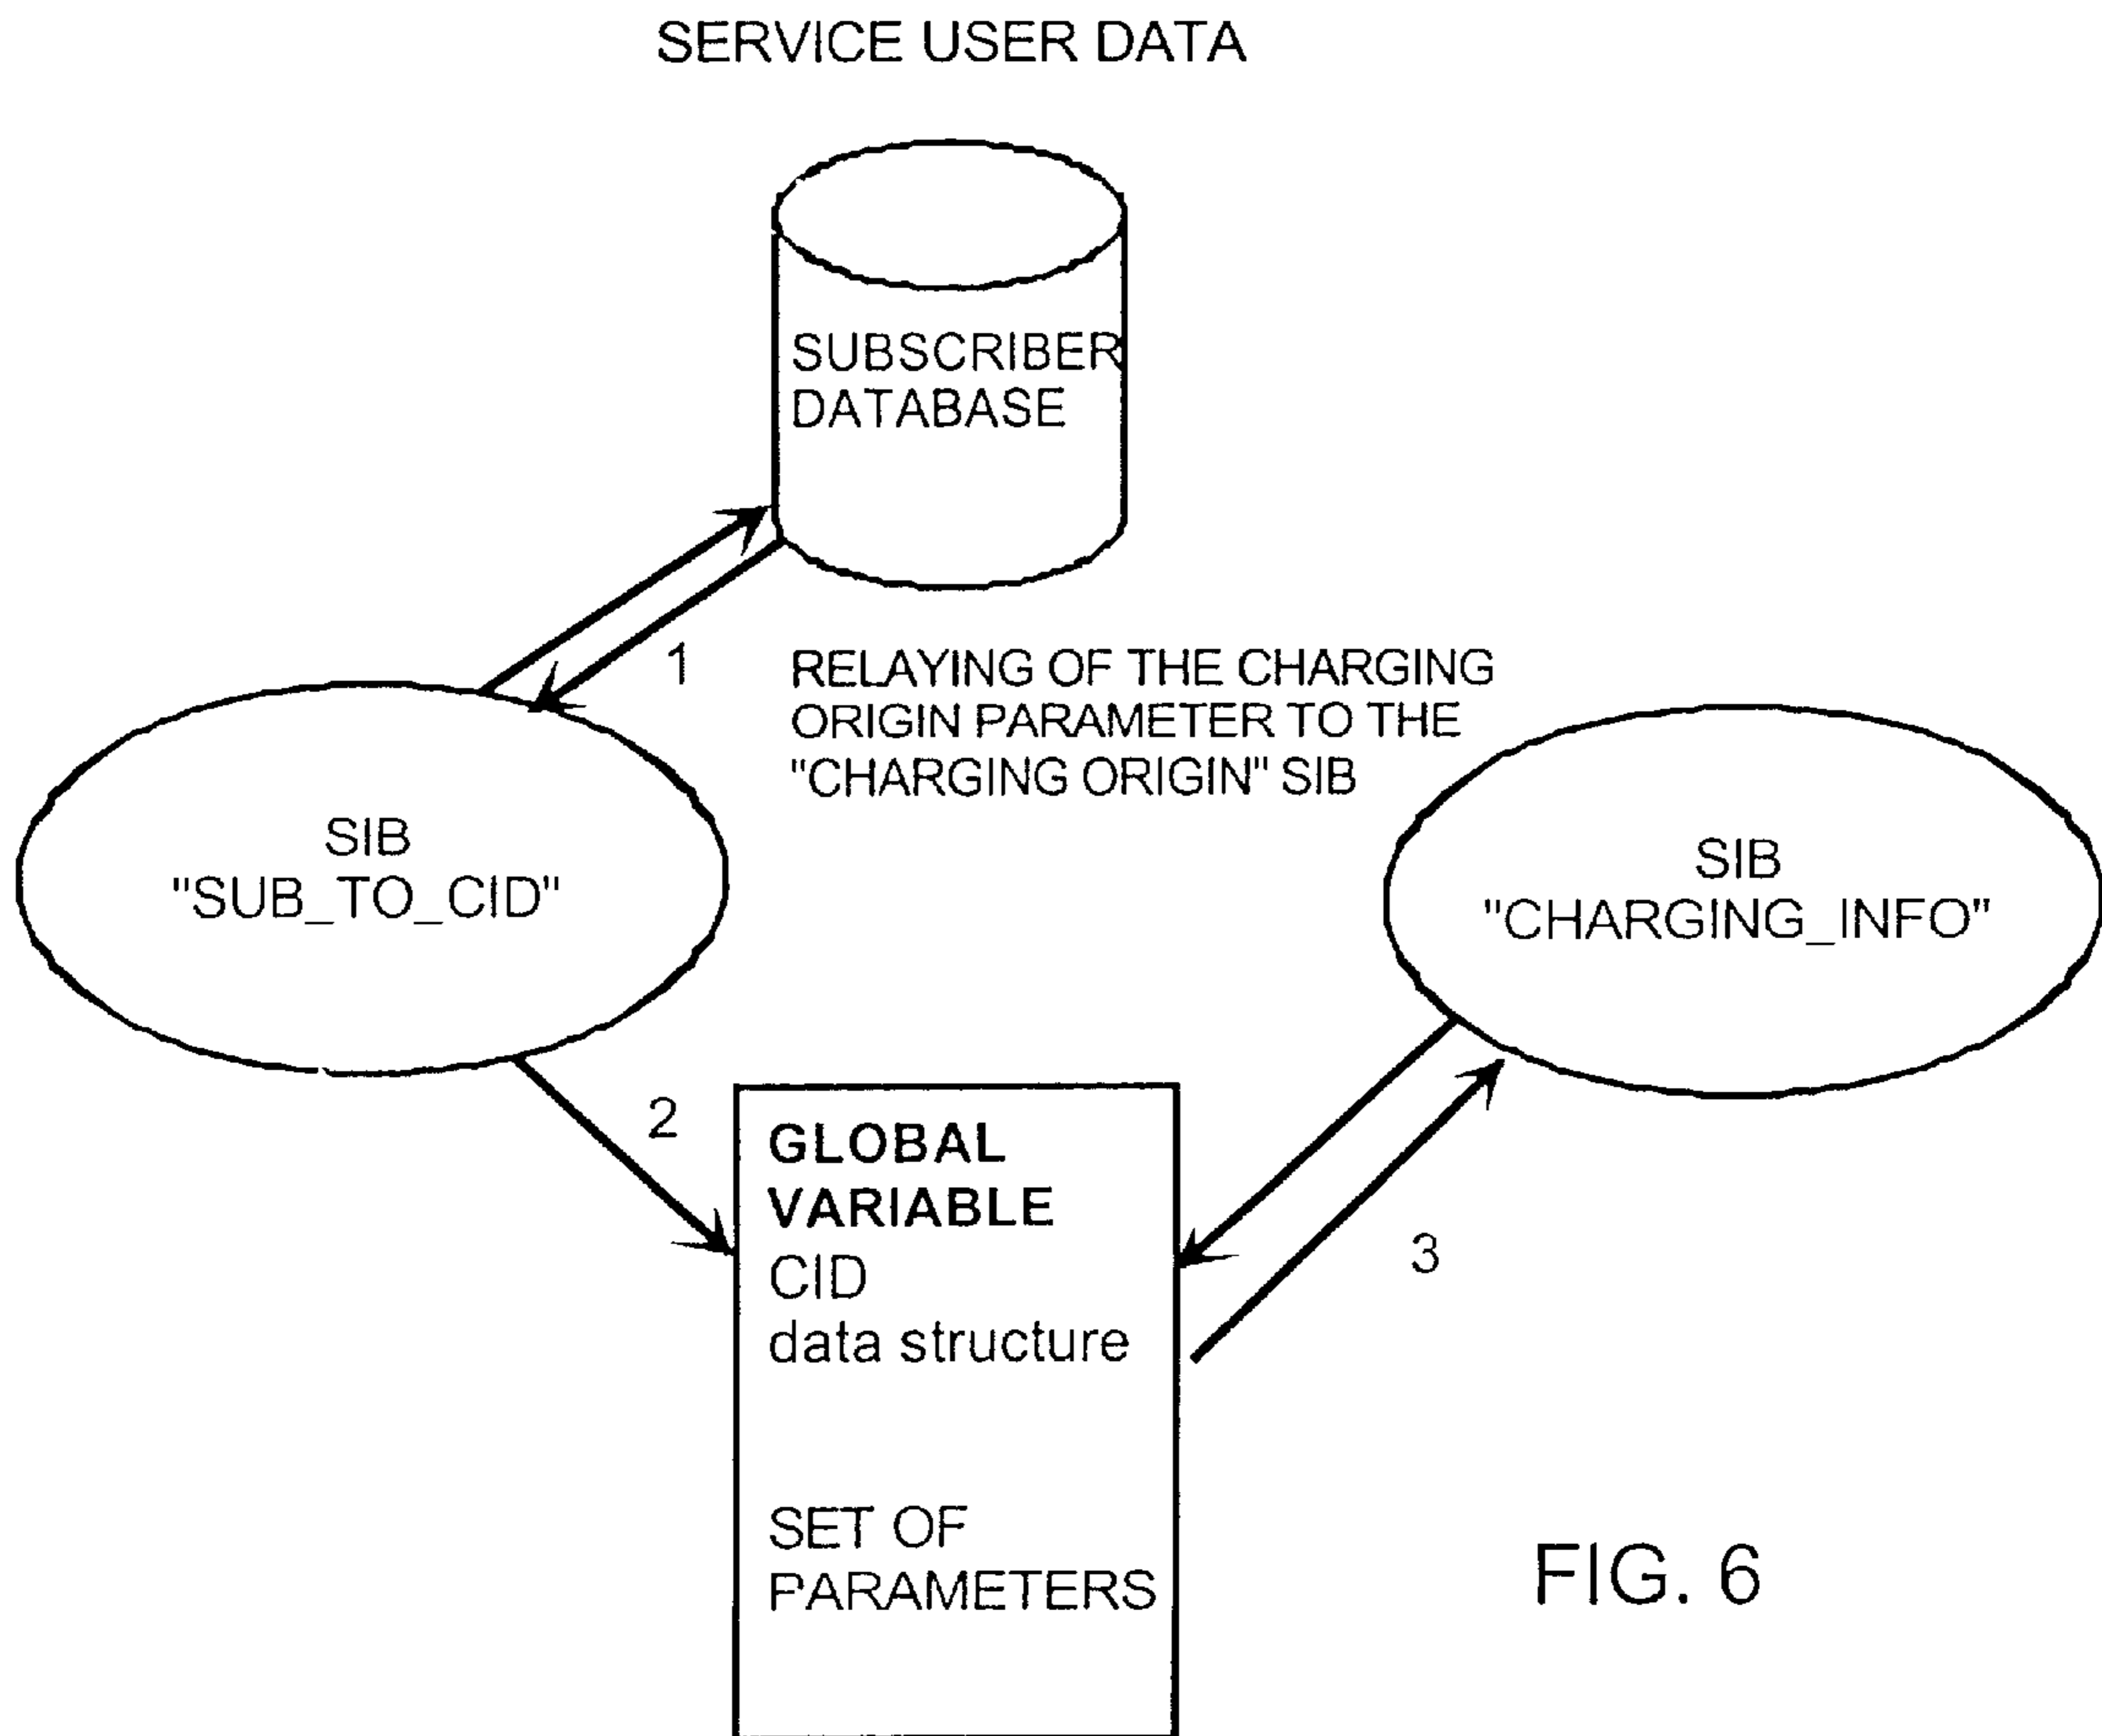 SERVICE USER DATA
SUBSCRIBER
DATABASE
1
RELAYING OF THE CHARGING
ORIGIN PARAMETER TO THE
"CHARGING ORIGIN" SIB
SIB
"SUB_TO_CID"
SIB
"CHARGING_INFO"
2
GLOBAL
VARIABLE
CID
data structure
3
SET OF
PARAMETERS
FIG. 6